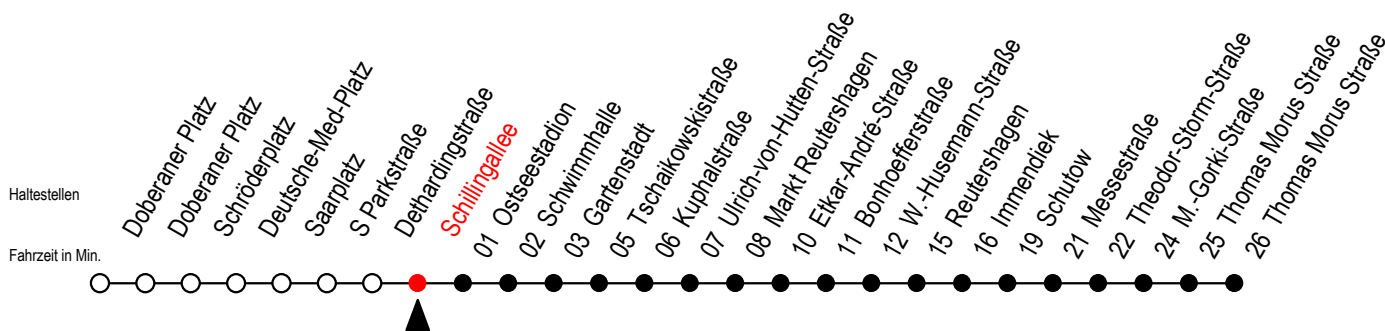 Haltestellen
Fahrzeit in Min.
Doberaner Platz
Doberaner Platz
Schröderplatz
Deutsche-Med-Platz
Saarplatz
S Parkstraße
Dethardingstraße
Schillingallee
01 Ostseestadion
02 Schwimmhalle
03 Gartenstadt
05 Tschaikowskistraße
06 Kuphalstraße
07 Ulrich-von-Hutten-Straße
08 Markt Reutershagen
10 Etkar-André-Straße
11 Bonhoefferstraße
12 W.-Husemann-Straße
15 Reutershagen
16 Immendiek
19 Schutow
21 Messestraße
22 Theodor-Storm-Straße
24 M.-Gorki-Straße
25 Thomas Morus Straße
26 Thomas Morus Straße